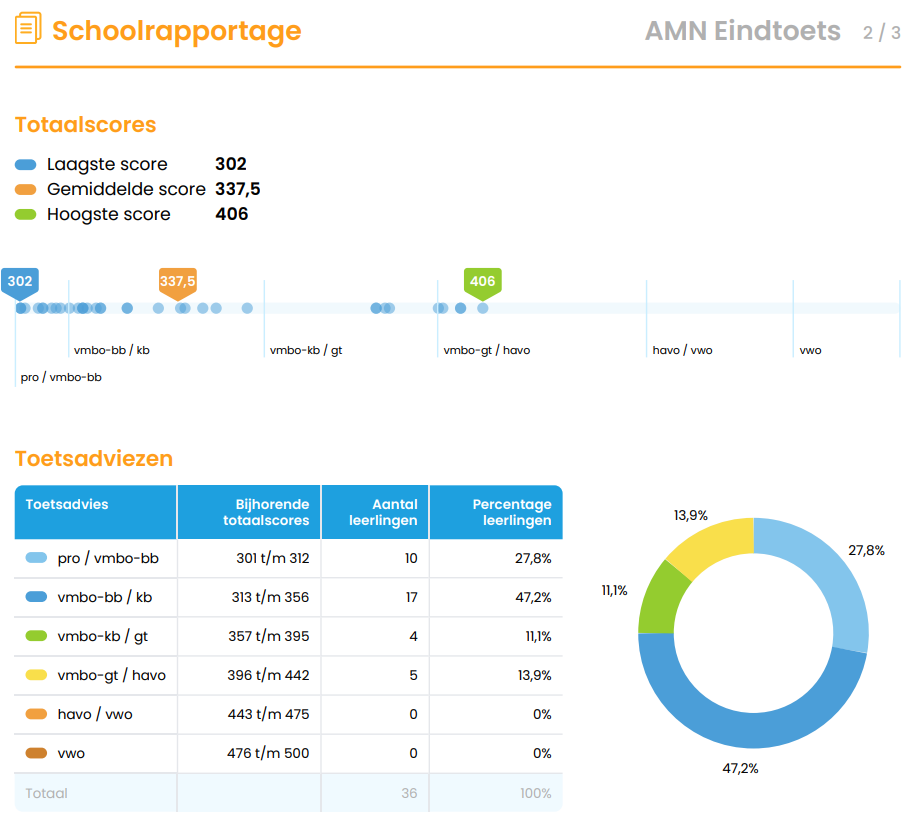 Schoolrapportage
AMN Eindtoets 2 / 3
Totaalscores
Laagste score 302
Gemiddelde score 337,5
Hoogste score 406
302 337,5 406
vmbo-bb / kb vmbo-kb / gt vmbo-gt / havo havo / vwo vwo
pro / vmbo-bb
Toetsadviezen
Toetsadvies Bijhorende totaalscores Aantal leerlingen Percentage leerlingen
pro / vmbo-bb 301 t/m 312 10 27,8%
vmbo-bb / kb 313 t/m 356 17 47,2%
vmbo-kb / gt 357 t/m 395 4 11,1%
vmbo-gt / havo 396 t/m 442 5 13,9%
havo / vwo 443 t/m 475 0 0%
vwo 476 t/m 500 0 0%
Totaal 36 100%
13,9%
27,8%
11,1%
47,2%